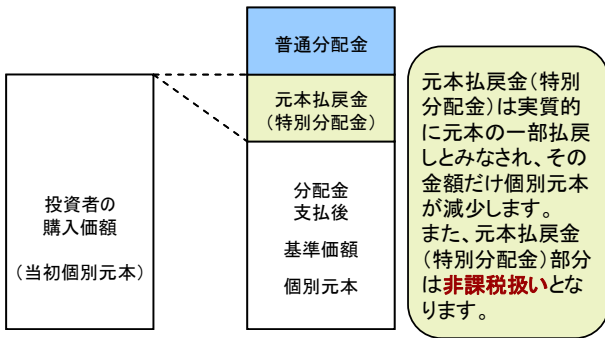 普通分配金
元本払戻金
(特別分配金)
投資者の
購入価額
(当初個別元本)
分配金
支払後
基準価額
個別元本
元本払戻金(特別
分配金)は実質的
に元本の一部払戻
しとみなされ、その
金額だけ個別元本
が減少します。
また、元本払戻金
(特別分配金)部分
は非課税扱いとな
ります。